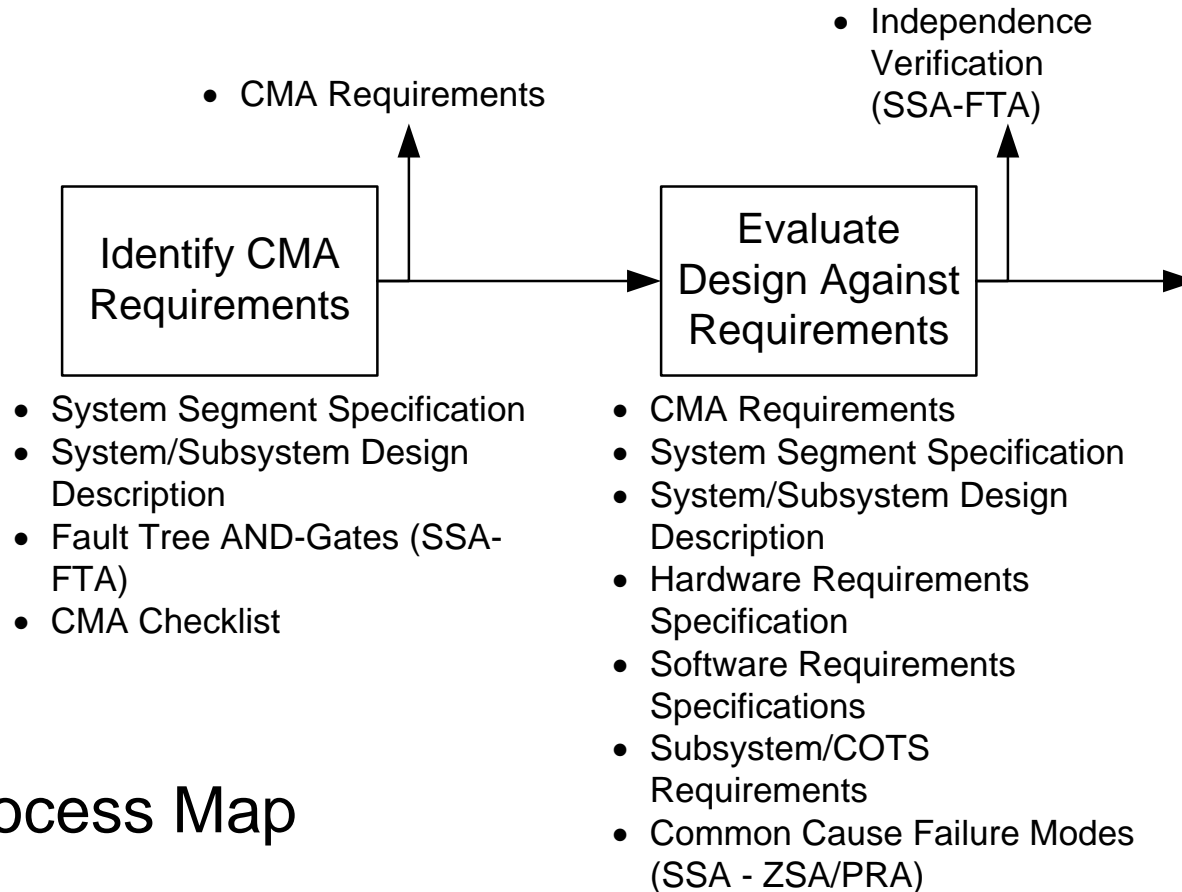 • Independence
Verification
(SSA-FTA)
• CMA Requirements
Identify CMA
Requirements
Evaluate
Design Against
Requirements
• System Segment Specification
• System/Subsystem Design
Description
• Fault Tree AND-Gates (SSA-
FTA)
• CMA Checklist
• CMA Requirements
• System Segment Specification
• System/Subsystem Design
Description
• Hardware Requirements
Specification
• Software Requirements
Specifications
• Subsystem/COTS
Requirements
• Common Cause Failure Modes
(SSA - ZSA/PRA)
ocess Map